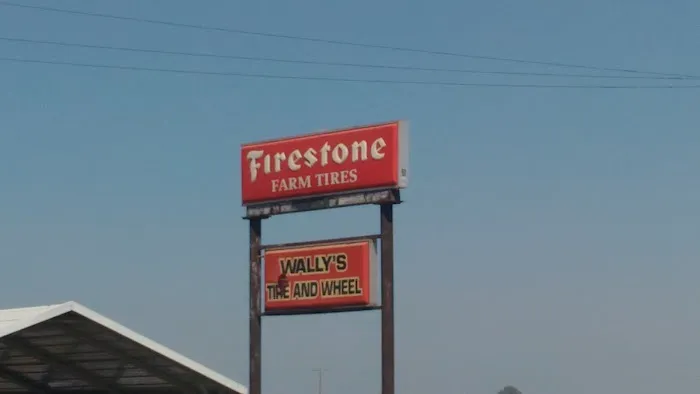 Firestone
FARM TIRES
WALLY'S
TIRE AND WHEEL